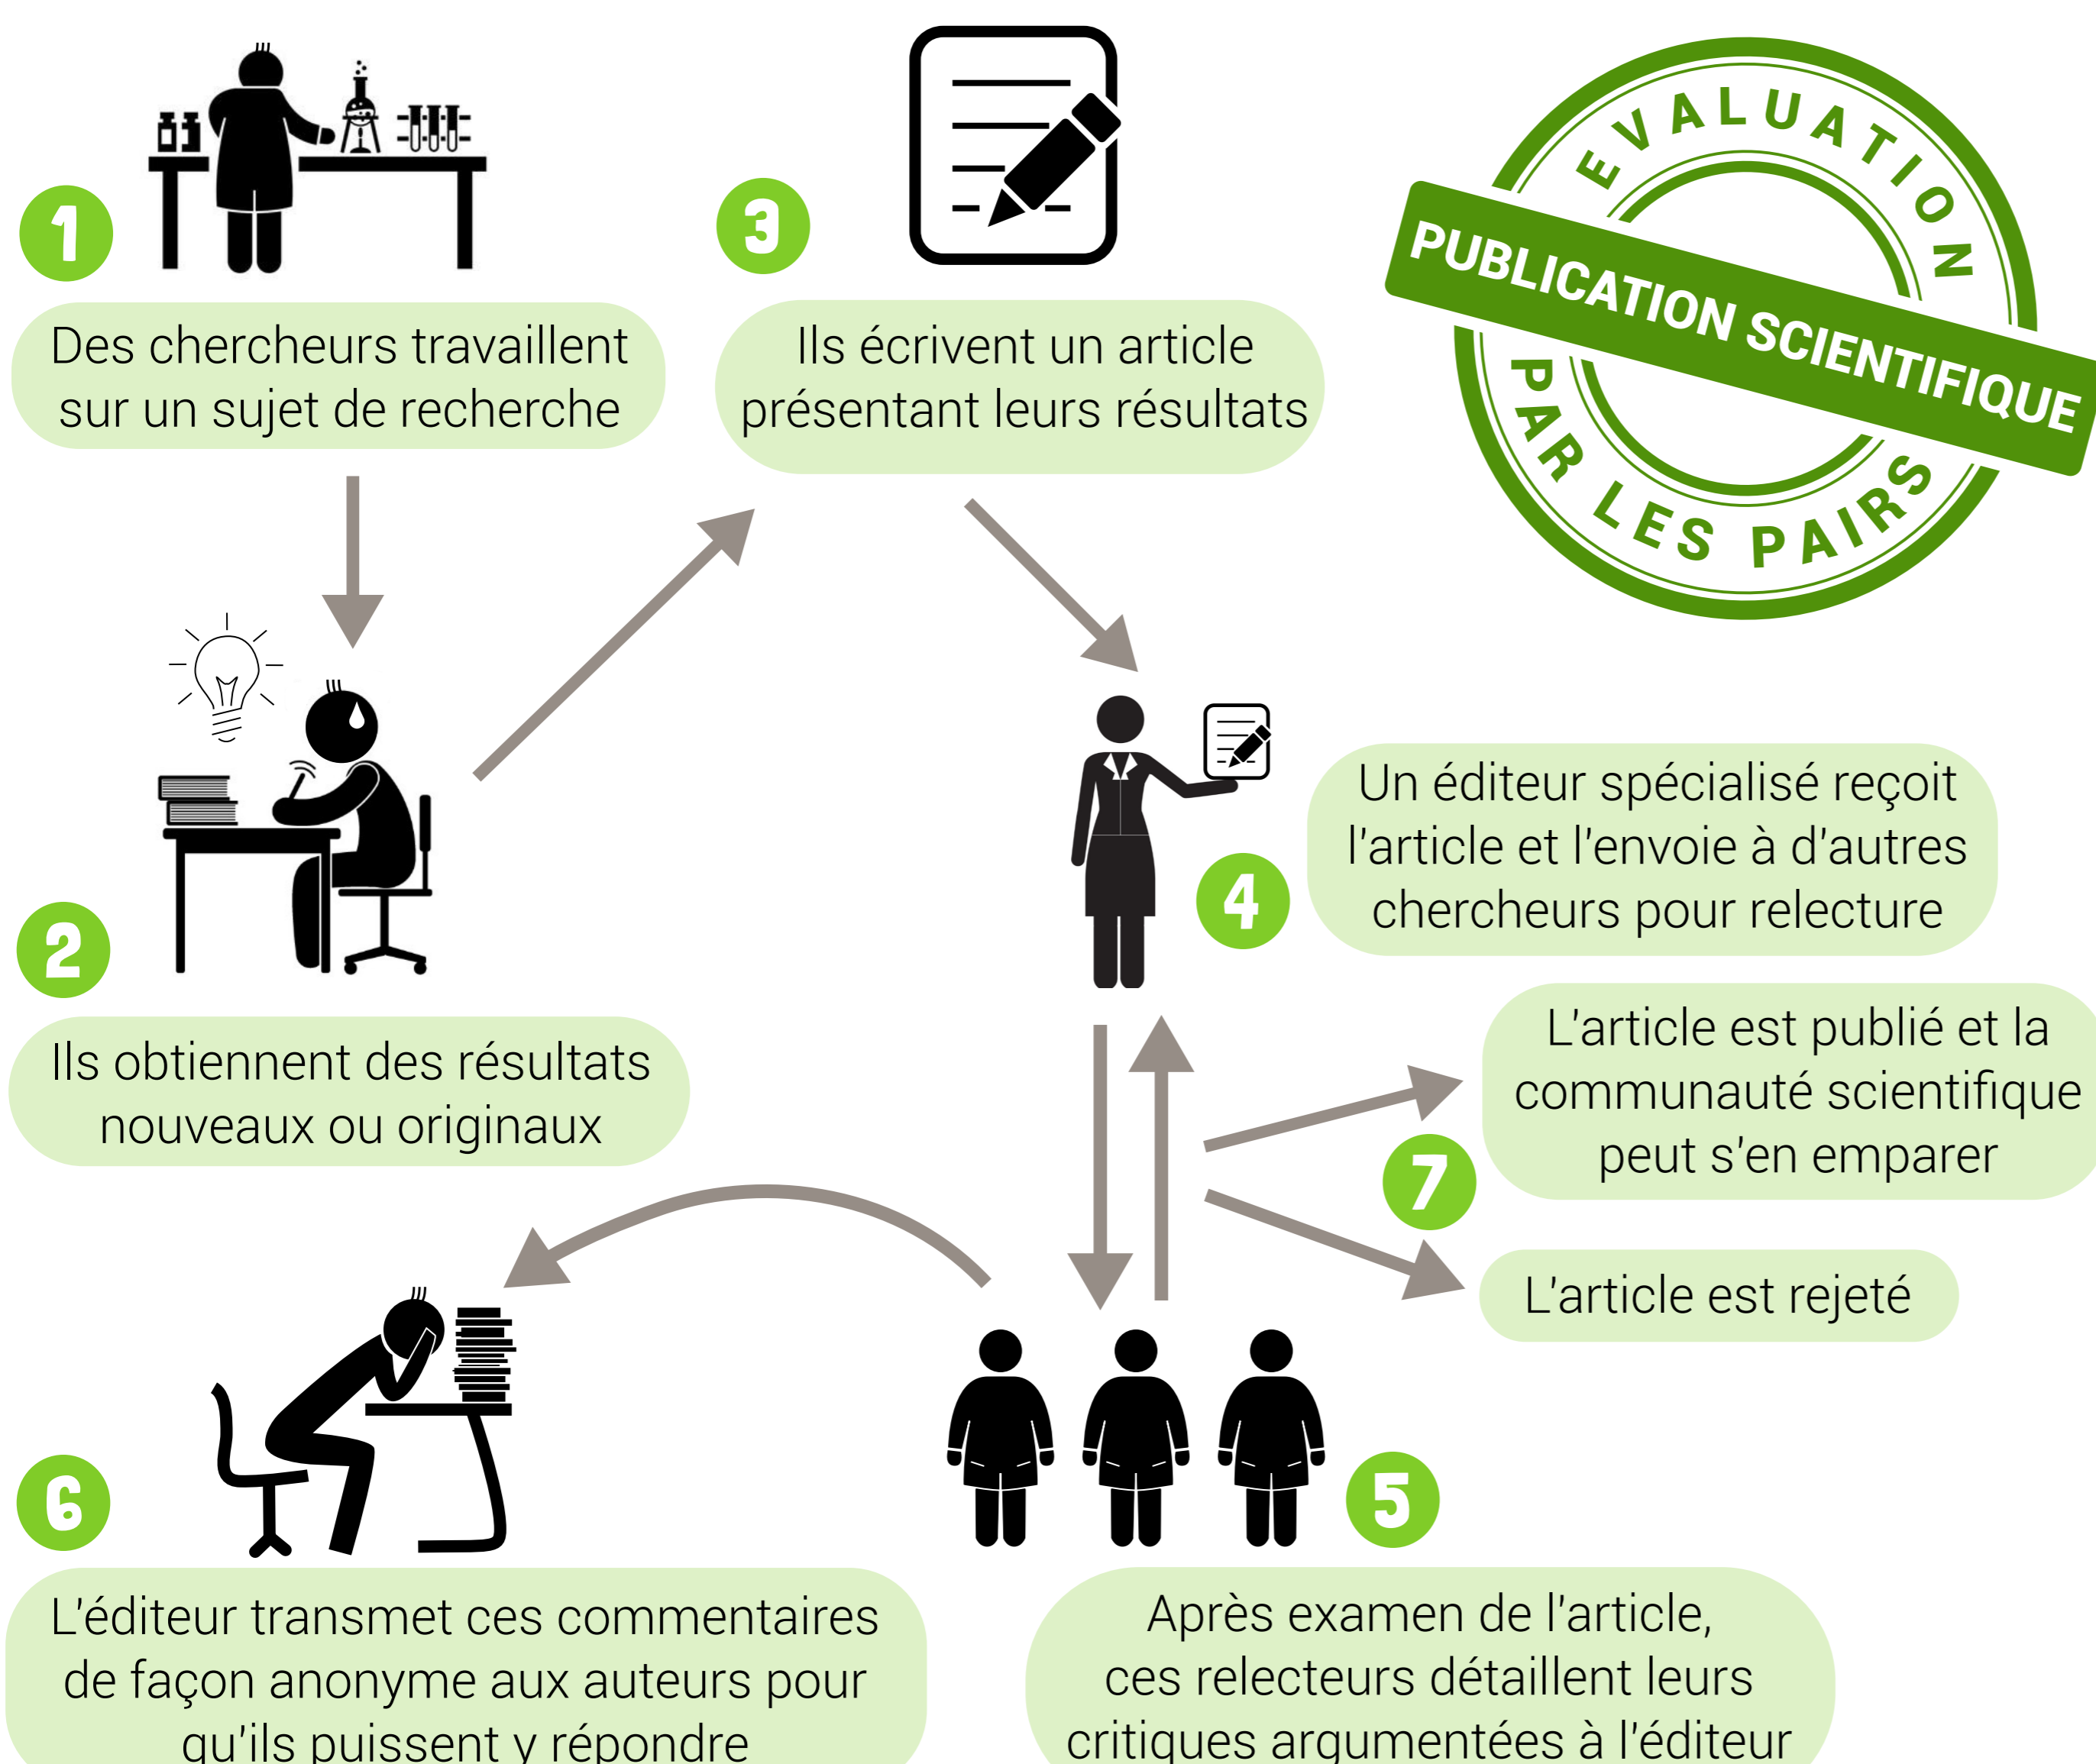 1
Des chercheurs travaillent
sur un sujet de recherche
2
Ils obtiennent des résultats
nouveaux ou originaux
3
Ils écrivent un article
présentant leurs résultats
EVALUATION
PUBLICATION SCIENTIFIQUE
PAR LES PAIRS
4
Un éditeur spécialisé reçoit
l'article et l'envoie à d'autres
chercheurs pour relecture
5
Après examen de l'article,
ces relecteurs détaillent leurs
critiques argumentées à l'éditeur
6
L'éditeur transmet ces commentaires
de façon anonyme aux auteurs pour
qu'ils puissent y répondre
7
L'article est publié et la
communauté scientifique
peut s'en emparer
L'article est rejeté